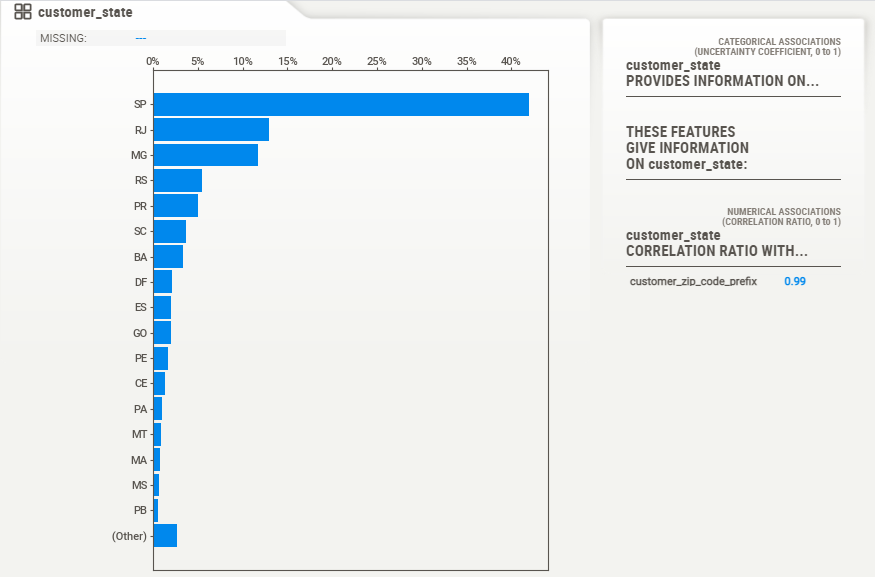 customer_state
MISSING: ---
0% 5% 10% 15% 20% 25% 30% 35% 40%
SP
RJ
MG
RS
PR
SC
BA
DF
ES
GO
PE
CE
PA
MT
MA
MS
PB
(Other)
CATEGORICAL ASSOCIATIONS
(UNCERTAINTY COEFFICIENT, 0 to 1)
customer_state
PROVIDES INFORMATION ON...
THESE FEATURES
GIVE INFORMATION
ON customer_state:
NUMERICAL ASSOCIATIONS
(CORRELATION RATIO, 0 to 1)
customer_state
CORRELATION RATIO WITH...
customer_zip_code_prefix 0.99